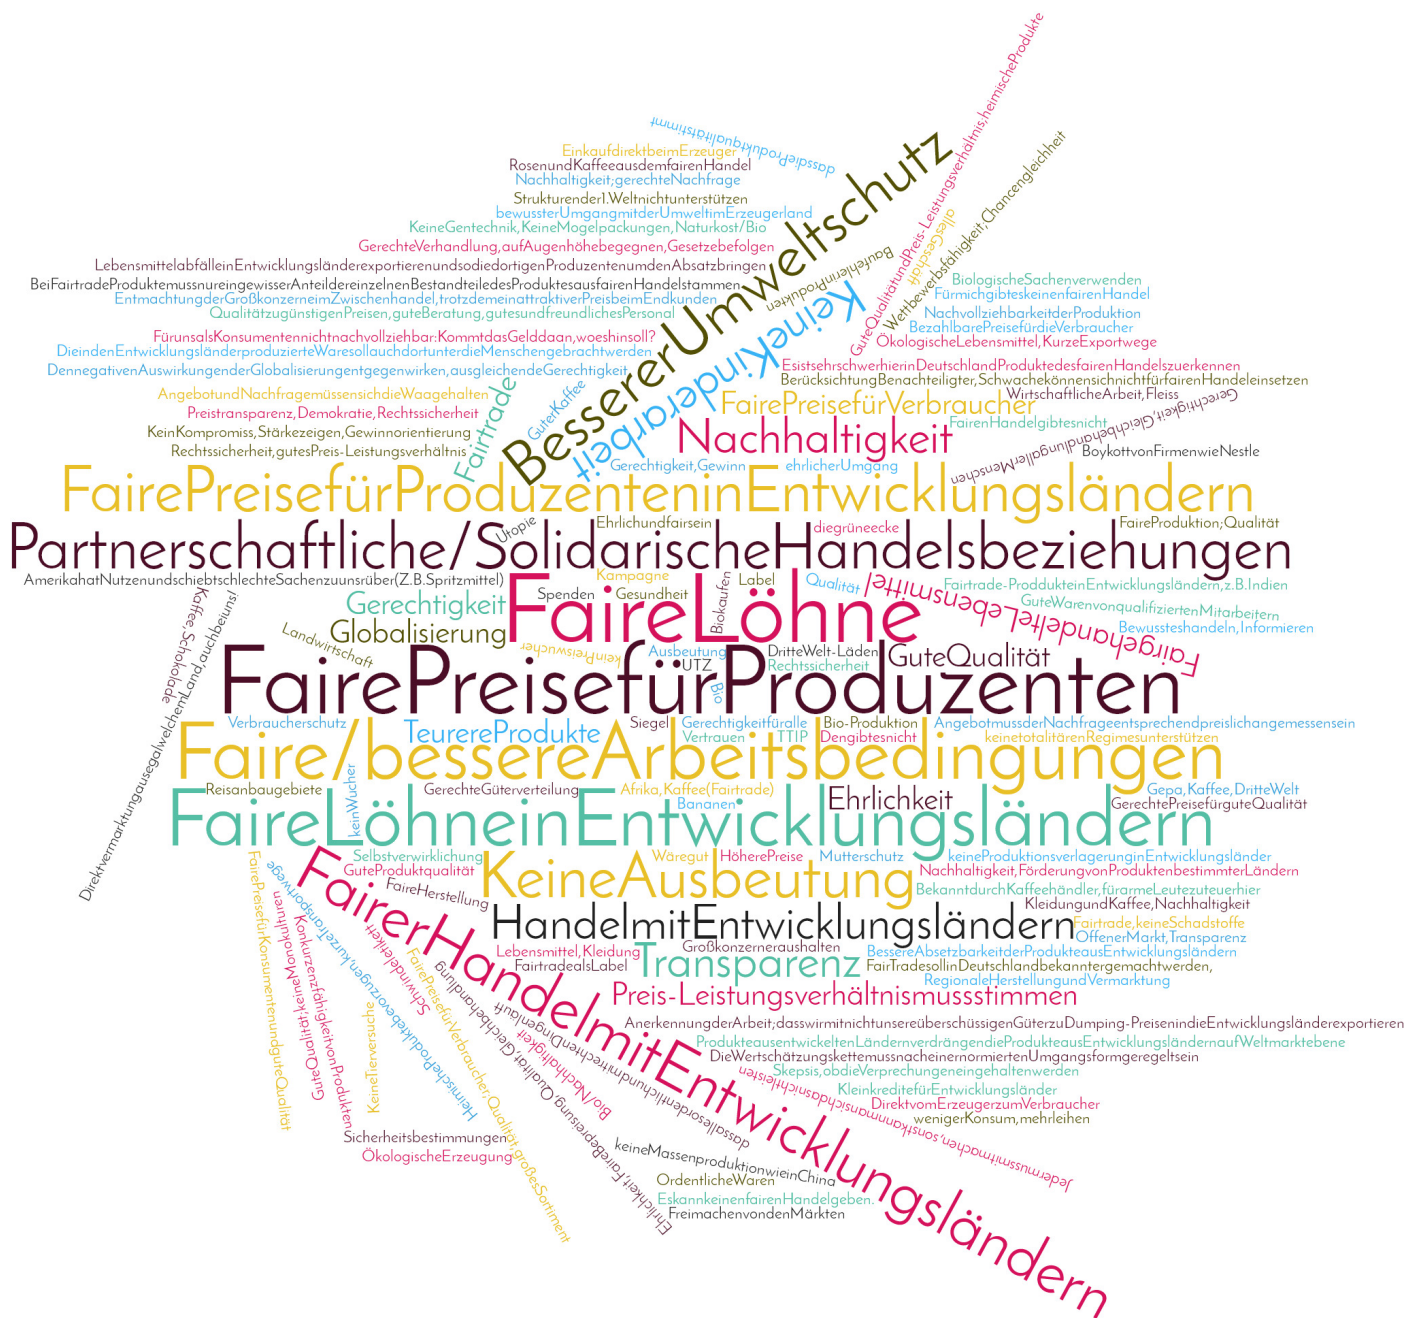 GuteQualitätundPreis-Leistungsverhältnis;heimischeProdukte
dassdieProduktqualitätstimmt
EinkaufdirektbeimErzeuger
RosenundKaffeeausdemfairenHandel
Nachhaltigkeit;gerechteNachfrage
Strukturender1.Weltnichtunterstützen
bewussterUmgangmitderUmweltimErzeugerland
KeineGentechnik,KeineMogelpackungen,Naturkost/Bio
GerechteVerhandlung,aufAugenhöhebegegnen,Gesetzebefolgen
LebensmittelabfälleinEntwicklungsländerexportierenundsodiedortigenProduzentenumdenAbsatzbringen
BeiFairtradeProduktemussnureingewisserAnteildereinzelnenBestandteiledesProduktesausfairenHandelstammen
EntmachtungderGroßkonzerneimZwischenhandel,trotzdemeinattraktiverPreisbeimEndkunden
QualitätzugünstigenPreisen,guteBeratung,gutesundfreundlichesPersonal
BessererUmweltschutz
BaufehlerinProdukten
allesGeschäft
Wettbewerbsfähigkeit;Chancengleichheit
KeineKinderarbeit
BiologischeSachenverwenden
FürmichgibteskeinenfairenHandel
NachvollziehbarkeitderProduktion
BezahlbarePreisefürdieVerbraucher
ÖkologischeLebensmittel,KurzeExportwege
FürunsalsKonsumentennichtnachvollziehbar:KommtdasGelddaan,woeshinsoll?
DieindenEntwicklungsländerproduzierteWaresollauchdortunterdieMenschengebrachtwerden
DennegativenAuswirkungenderGlobalisierungentgegenwirken,ausgleichendeGerechtigkeit
EsistsehrschwerhierinDeutschlandProduktedesfairenHandelszuerkennen
BerücksichtungBenachteiligter,SchwachekönnensichnichtfürfairenHandeleinsetzen
WirtschaftlicheArbeit,Fleiss
AngebotundNachfragemüssensichdieWaagehalten
Preistransparenz,Demokratie,Rechtssicherheit
KeinKompromiss,Stärkezeigen,Gewinnorientierung
Rechtssicherheit,gutesPreis-Leistungsverhältnis
Fairtrade
GuterKaffee
FairePreisefürVerbraucher
Nachhaltigkeit
FairenHandelgibtesnicht
Gerechtigkeit,GleichbehandlungallerMenschen
BoykottvonFirmenwieNestle
Gerechtigkeit,Gewinn
ehrlicherUmgang
FairePreisefürProduzenteninEntwicklungsländern
Utopie
Ehrlichundfairsein
diegrüneecke
FaireProduktion;Qualität
Partnerschaftliche/SolidarischeHandelsbeziehungen
AmerikahatNutzenundschiebtschlechteSachenzuunsrüber(Z.B.Spritzmittel)
Kampagne
Label
Qualität
Fairtrade-ProddukteinEntwicklungsländern,z.B.Indien
Spenden
Gesundheit
Biokaufen
FairgehandelteLebensmittel
GuteWarenvonqualifiziertenMitarbeitern
Gerechtigkeit
FaireLöhne
Bewussteshandeln,Informieren
Globalisierung
Landwirtschaft
keinPreiswucher
Ausbeutung
DritteWelt-Läden
GuteQualität
UTZ
Rechtssicherheit
Kaffee,Schokolade
DirektvermarktungausegalwelchemLand,auchbeiuns!
Bio
FairePreisefürProduzenten
Verbraucherschutz
TeurereProdukte
Siegel
Gerechtigkeitfüralle
Bio-Produktion
AngebotmussderNachfrageentsprechendpreislichangemessensein
Vertrauen
TTIP
Dengibtesnicht
keinetotalitärenRegimesunterstützen
Faire/bessereArbeitsbedingungen
Reisanbaugebiete
keinWucher
GerechteGüterverteilung
Afrika,Kaffee(Fairtrade)
Bananen
Ehrlichkeit
Gepa,Kaffee,DritteWelt
GerechtePreisefürguteQualität
FaireLöhneinEntwicklungsländern
Selbstverwirklichung
GuteProduktqualität
FaireHerstellung
KeineAusbeutung
Wäregut
HöherePreise
Mutterschutz
keineProduktionsverlagerunginEntwicklungsländer
Nachhaltigkeit,FörderungvonProduktenbestimmterLändern
BekanntdurchKaffeehändler,fürarmeLeutezuteuerhier
KleidungundKaffee,Nachhaltigkeit
HandelmitEntwicklungsländern
Fairtrade,keineSchadstoffe
OffenerMarkt,Transparenz
Lebensmittel,Kleidung
Großkonzerneraushalten
BessereAbsetzbarkeitderProdukteausEntwicklungsländern
FairtradealsLabel
Transparenz
FairTradesollinDeutschlandbekanntergemachtwerden,
RegionaleHerstellungundVermarktung
Preis-Leistungsverhältnismussstimmen
FairerHandelmitEntwicklungsländern
AnerkennungderArbeit;dasswirmitnichtunsereüberschüssigenGüterzuDumping-PreisenindieEntwicklungsländerexportieren
ProdukteausentwickeltenLändernverdrängendieProdukteausEntwicklungsländernaufWeltmarktebene
DieWertschätzungskettemussnacheinernormiertenUmgangsformgeregeltsein
Skepsis,obdieVerprechungeneingehaltenwerden
KleinkreditefürEntwicklungsländer
DirektvomErzeugerzumVerbraucher
wenigerKonsum,mehrleihen
Jedermussmitmachen,sonstkannmansichdasnichtleisten
FairePreisefürKonsumentenundguteQualität
GuteQualität;keineMonokulturen
KonkurzenzfähigkeitvonProdukten
KeineTierversuche
HeimischeProduktebevorzugen,kurzeTransportwege
Schwindeletikett
FairePreisefürVerbraucher;Qualität;großesSortiment
Ehrlichkeit,FaireBepreisung,Qualität,Gleichbehandlung
Bio/Nachhaltigkeit
dassallesordentlichundmitrechtenDingenläuft
Sicherheitsbestimmungen
ÖkologischeErzeugung
keineMassenproduktionwieinChina
OrdentlicheWaren
EskannkeinenfairenHandelgeben.
FreimachenvondenMärkten